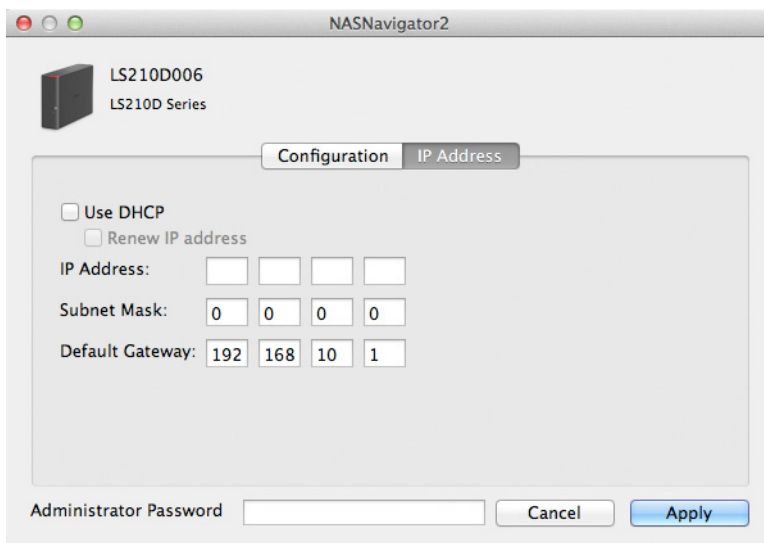 NASNavigator2
LS210D006
LS210D Series
Configuration IP Address
Use DHCP
Renew IP address
IP Address:
Subnet Mask: 0 0 0 0
Default Gateway: 192 168 10 1
Administrator Password Cancel Apply